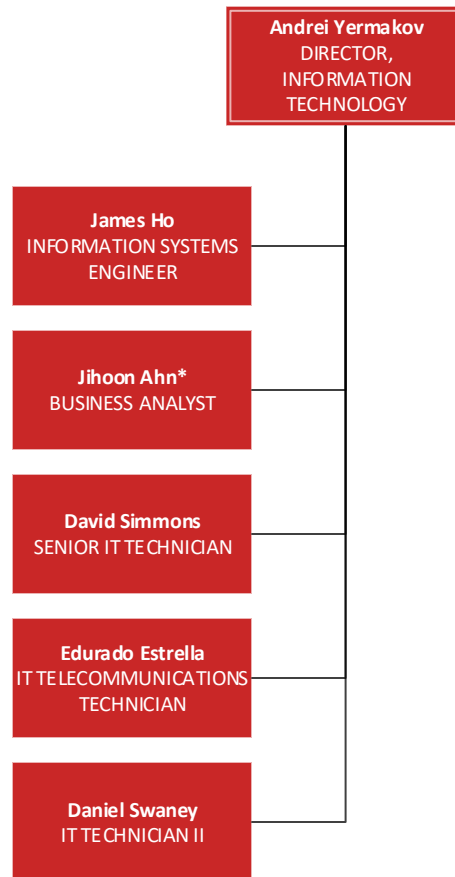 Andrei Yermakov
DIRECTOR,
INFORMATION
TECHNOLOGY
James Ho
INFORMATION SYSTEMS
ENGINEER
Jihoon Ahn*
BUSINESS ANALYST
David Simmons
SENIOR IT TECHNICIAN
Edurado Estrella
IT TELECOMMUNICATIONS
TECHNICIAN
Daniel Swaney
IT TECHNICIAN II